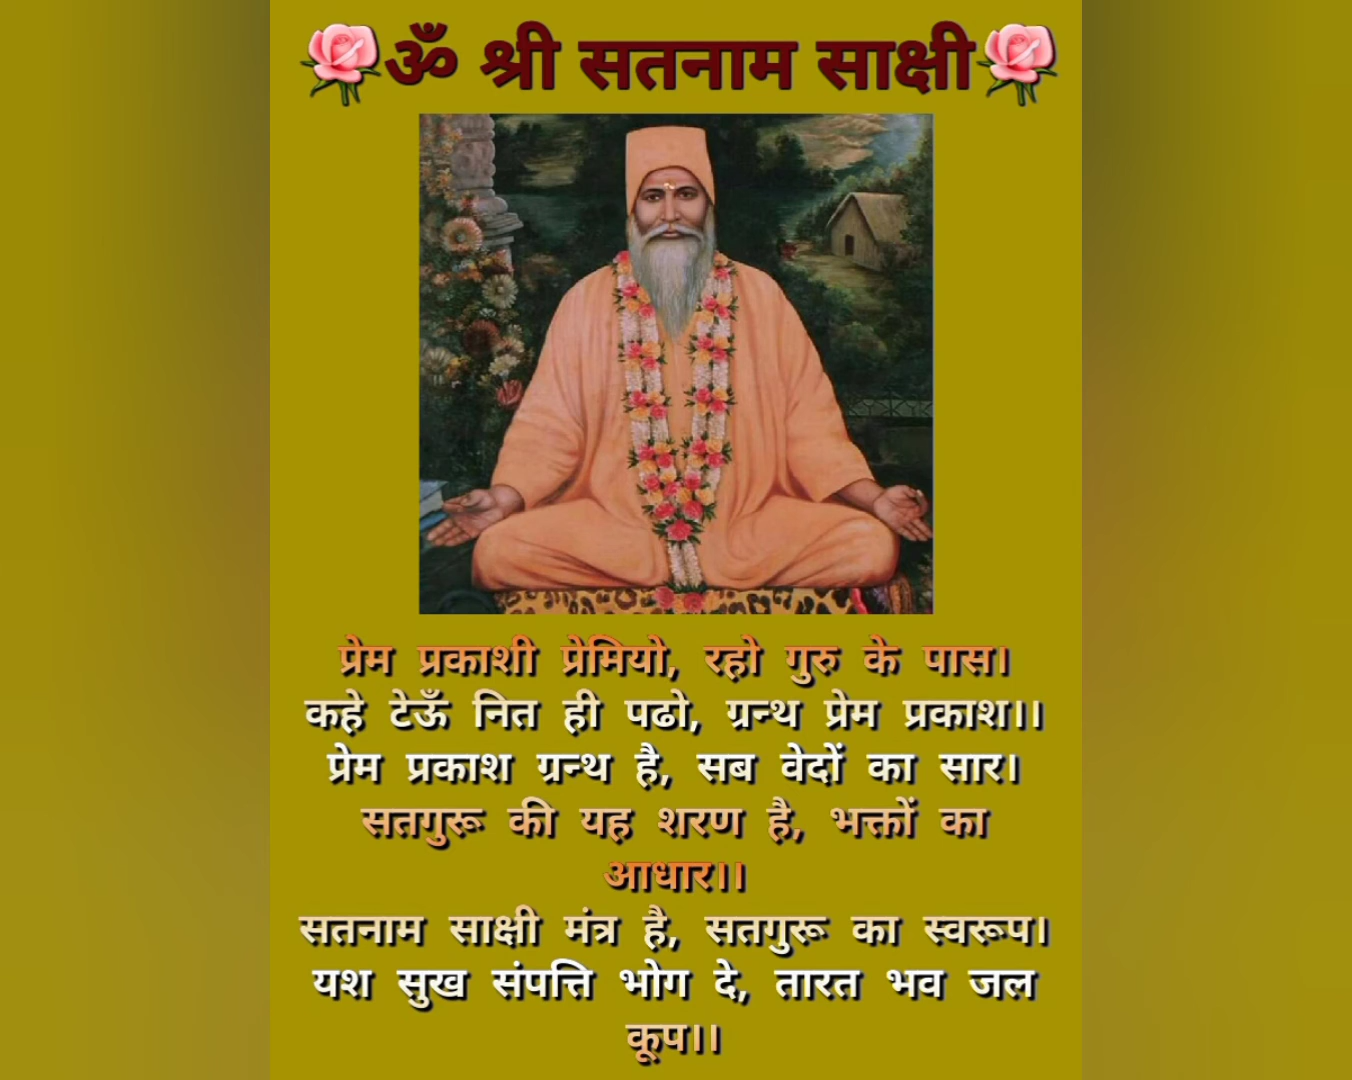 ॐ श्री सतनाम साक्षी
प्रेम प्रकाशी प्रेमियो, रहो गुरु के पास।
कहे टेऊँ नित ही पढो, ग्रन्थ प्रेम प्रकाश।।
प्रेम प्रकाश ग्रन्थ है, सब वेदों का सार।
सतगुरू की यह शरण है, भक्तों का
आधार।।
सतनाम साक्षी मंत्र है, सतगुरू का स्वरूप।
यश सुख संपत्ति भोग दे, तारत भव जल
कूप।।